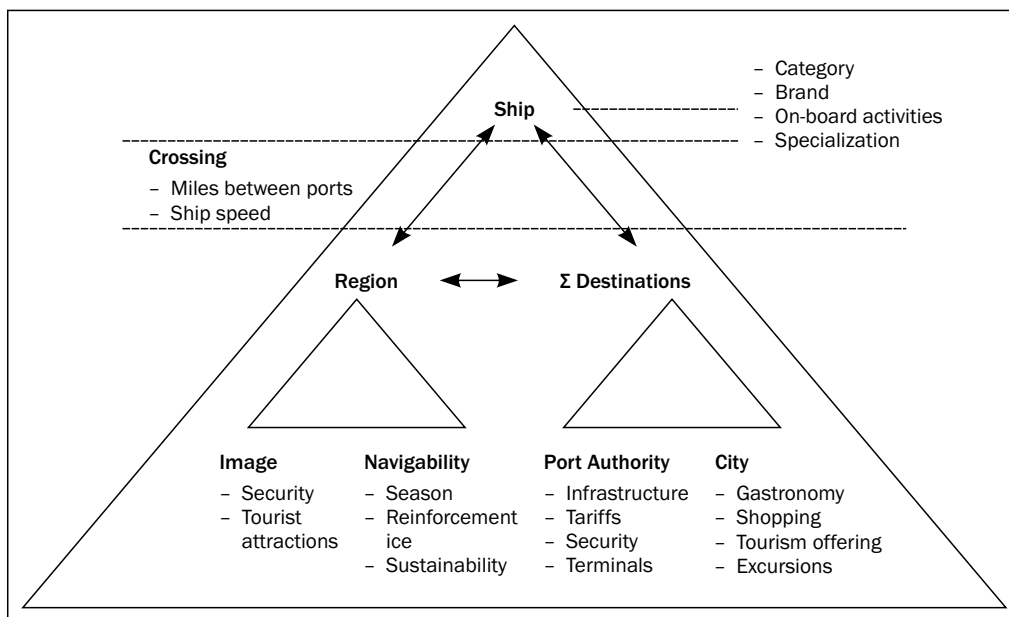 – Category
– Brand
– On-board activities
– Specialization
Ship
Crossing
– Miles between ports
– Ship speed
Region
Σ Destinations
Image
– Security
– Tourist
attractions
Navigability
– Season
– Reinforcement
ice
– Sustainability
Port Authority
– Infrastructure
– Tariffs
– Security
– Terminals
City
– Gastronomy
– Shopping
– Tourism offering
– Excursions